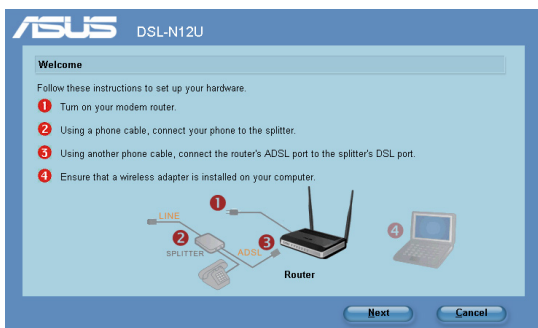 ASUS DSL-N12U
Welcome
Follow these instructions to set up your hardware.
1 Turn on your modem router.
2 Using a phone cable, connect your phone to the splitter.
3 Using another phone cable, connect the router's ADSL port to the splitter's DSL port.
4 Ensure that a wireless adapter is installed on your computer.
1
LINE
2
SPLITTER
ADSL
3
4
Router
Next Cancel